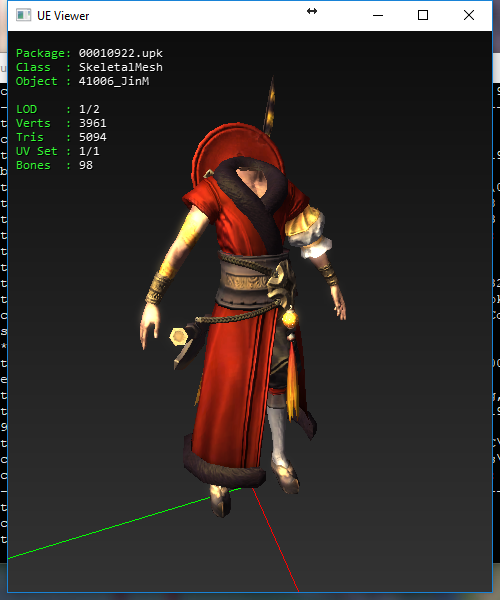 UE Viewer
Package: 00010922.upk
Class : SkeletalMesh
Object : 41006_JinM
LOD : 1/2
Verts : 3961
Tris : 5094
UV Set : 1/1
Bones : 98